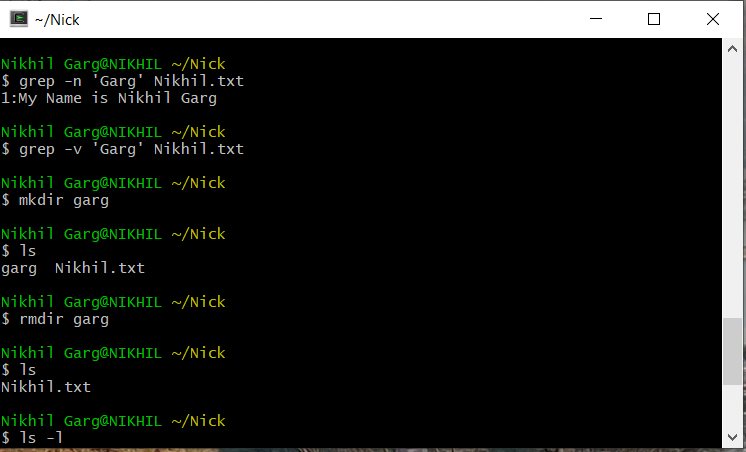 ~/Nick
Nikhil Garg@NIKHIL ~/Nick
$ grep -n 'Garg' Nikhil.txt
1:My Name is Nikhil Garg
Nikhil Garg@NIKHIL ~/Nick
$ grep -v 'Garg' Nikhil.txt
Nikhil Garg@NIKHIL ~/Nick
$ mkdir garg
Nikhil Garg@NIKHIL ~/Nick
$ ls
garg  Nikhil.txt
Nikhil Garg@NIKHIL ~/Nick
$ rmdir garg
Nikhil Garg@NIKHIL ~/Nick
$ ls
Nikhil.txt
Nikhil Garg@NIKHIL ~/Nick
$ ls -l